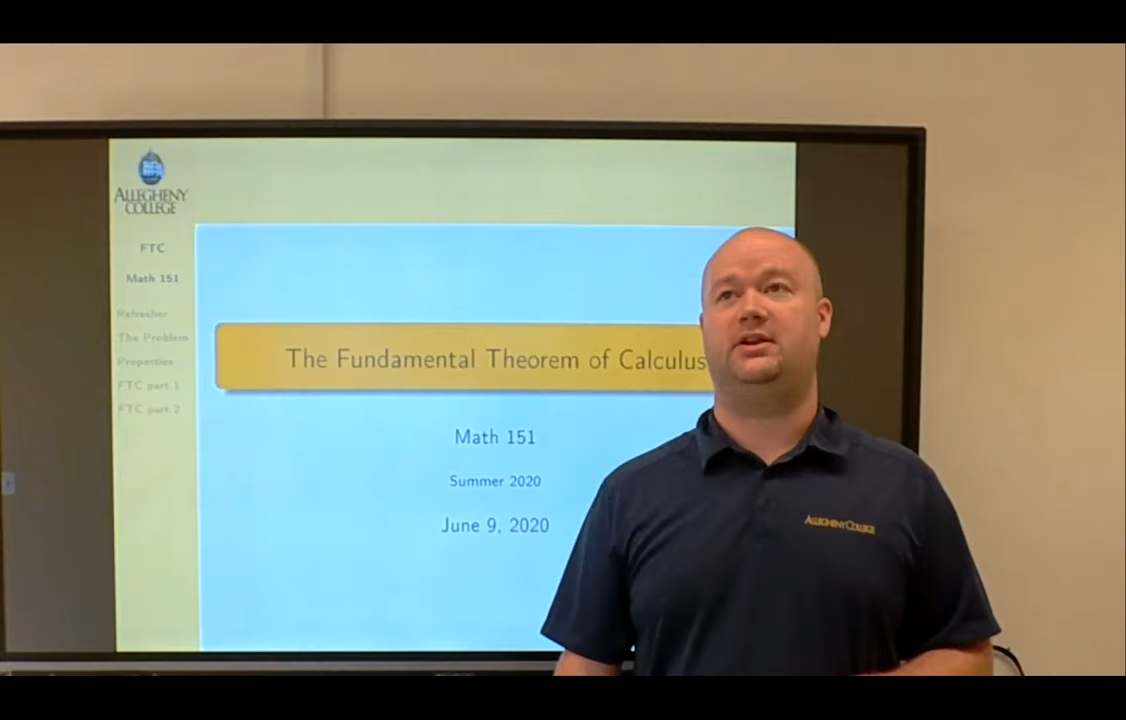 ALLEGHENY
COLLEGE
FTC
Math 151
Refresher
The Problem
Properties
FTC part 1
FTC part 2
The Fundamental Theorem of Calculus
Math 151
Summer 2020
June 9, 2020
ALLEGHENY COLLEGE